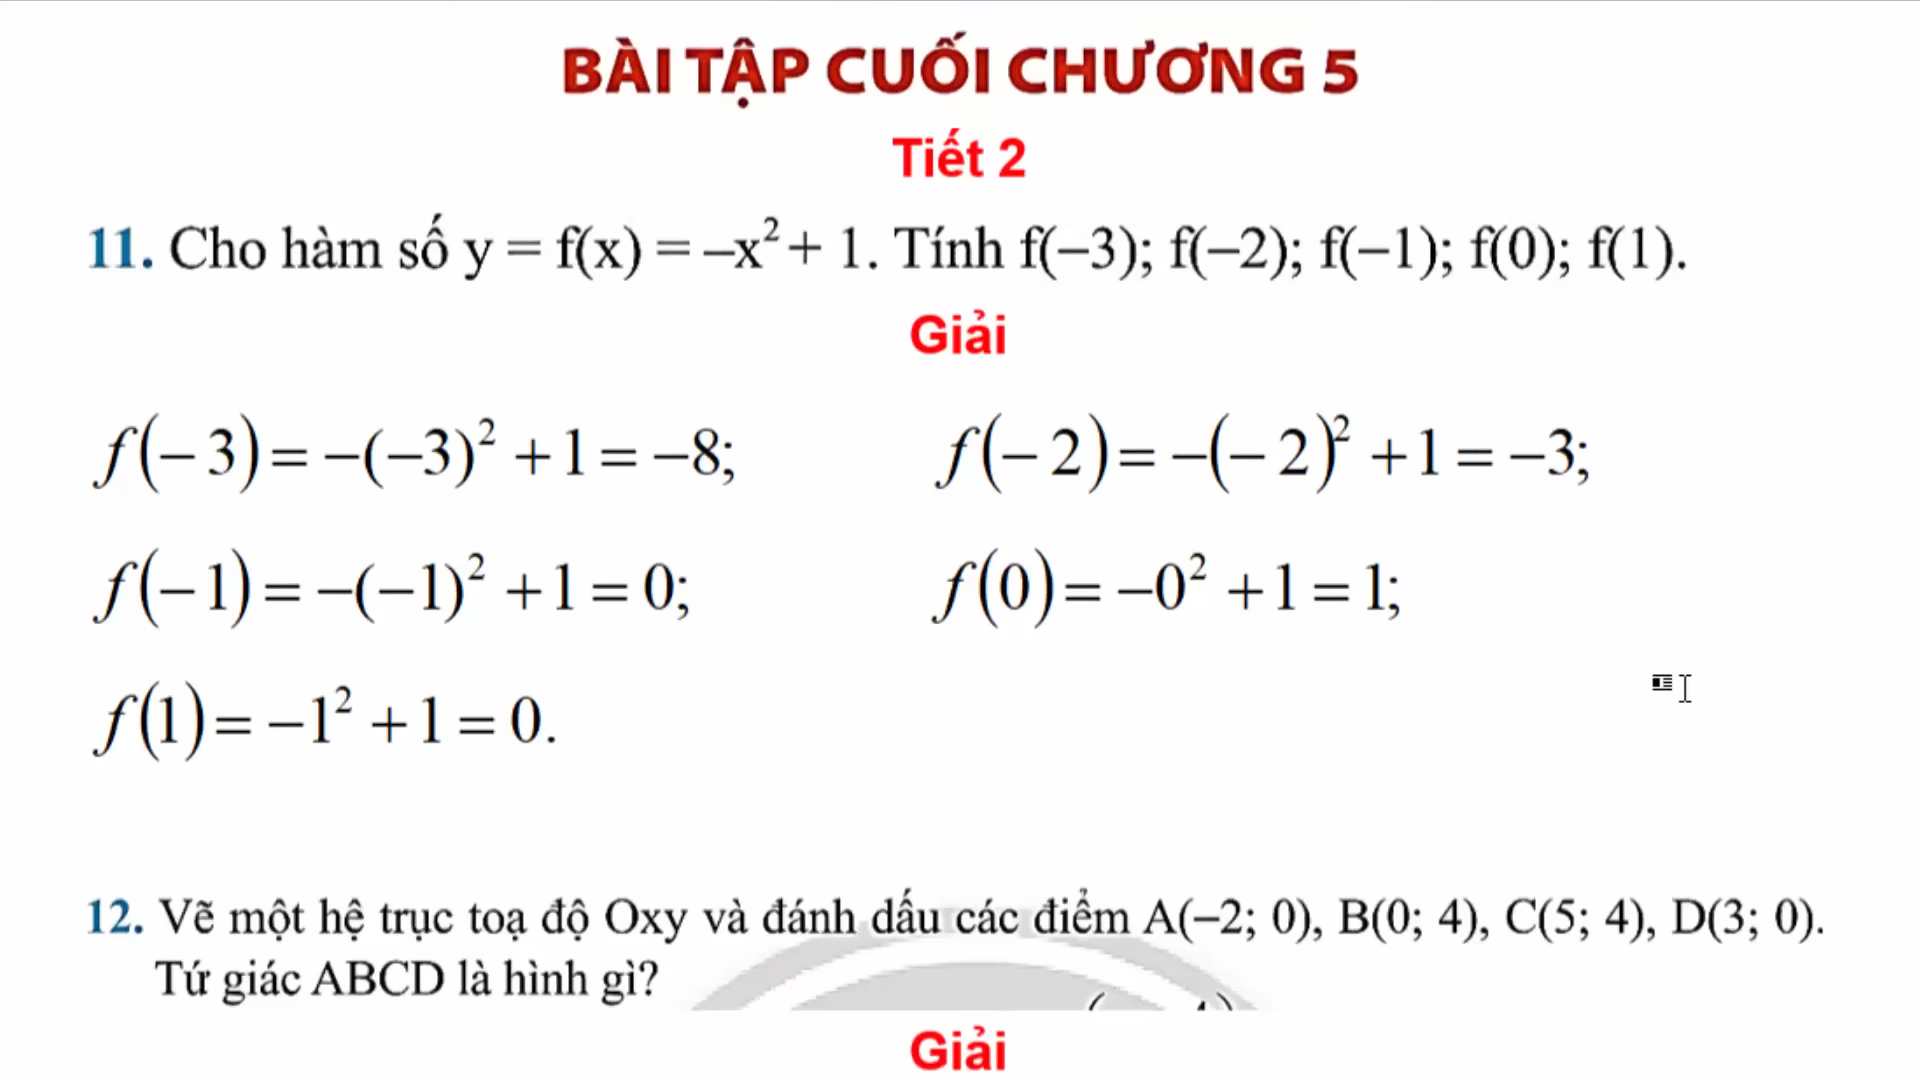 BÀI TẬP CUỐI CHƯƠNG 5
Tiết 2
11. Cho hàm số y = f(x) = –x² + 1. Tính f(–3); f(–2); f(–1); f(0); f(1).
Giải
f(−3) = −(−3)² + 1 = −8; f(−2) = −(−2)² + 1 = −3;
f(−1) = −(−1)² + 1 = 0; f(0) = −0² + 1 = 1;
f(1) = −1² + 1 = 0.
12. Vẽ một hệ trục toạ độ Oxy và đánh dấu các điểm A(–2; 0), B(0; 4), C(5; 4), D(3; 0).
Tứ giác ABCD là hình gì?
Giải